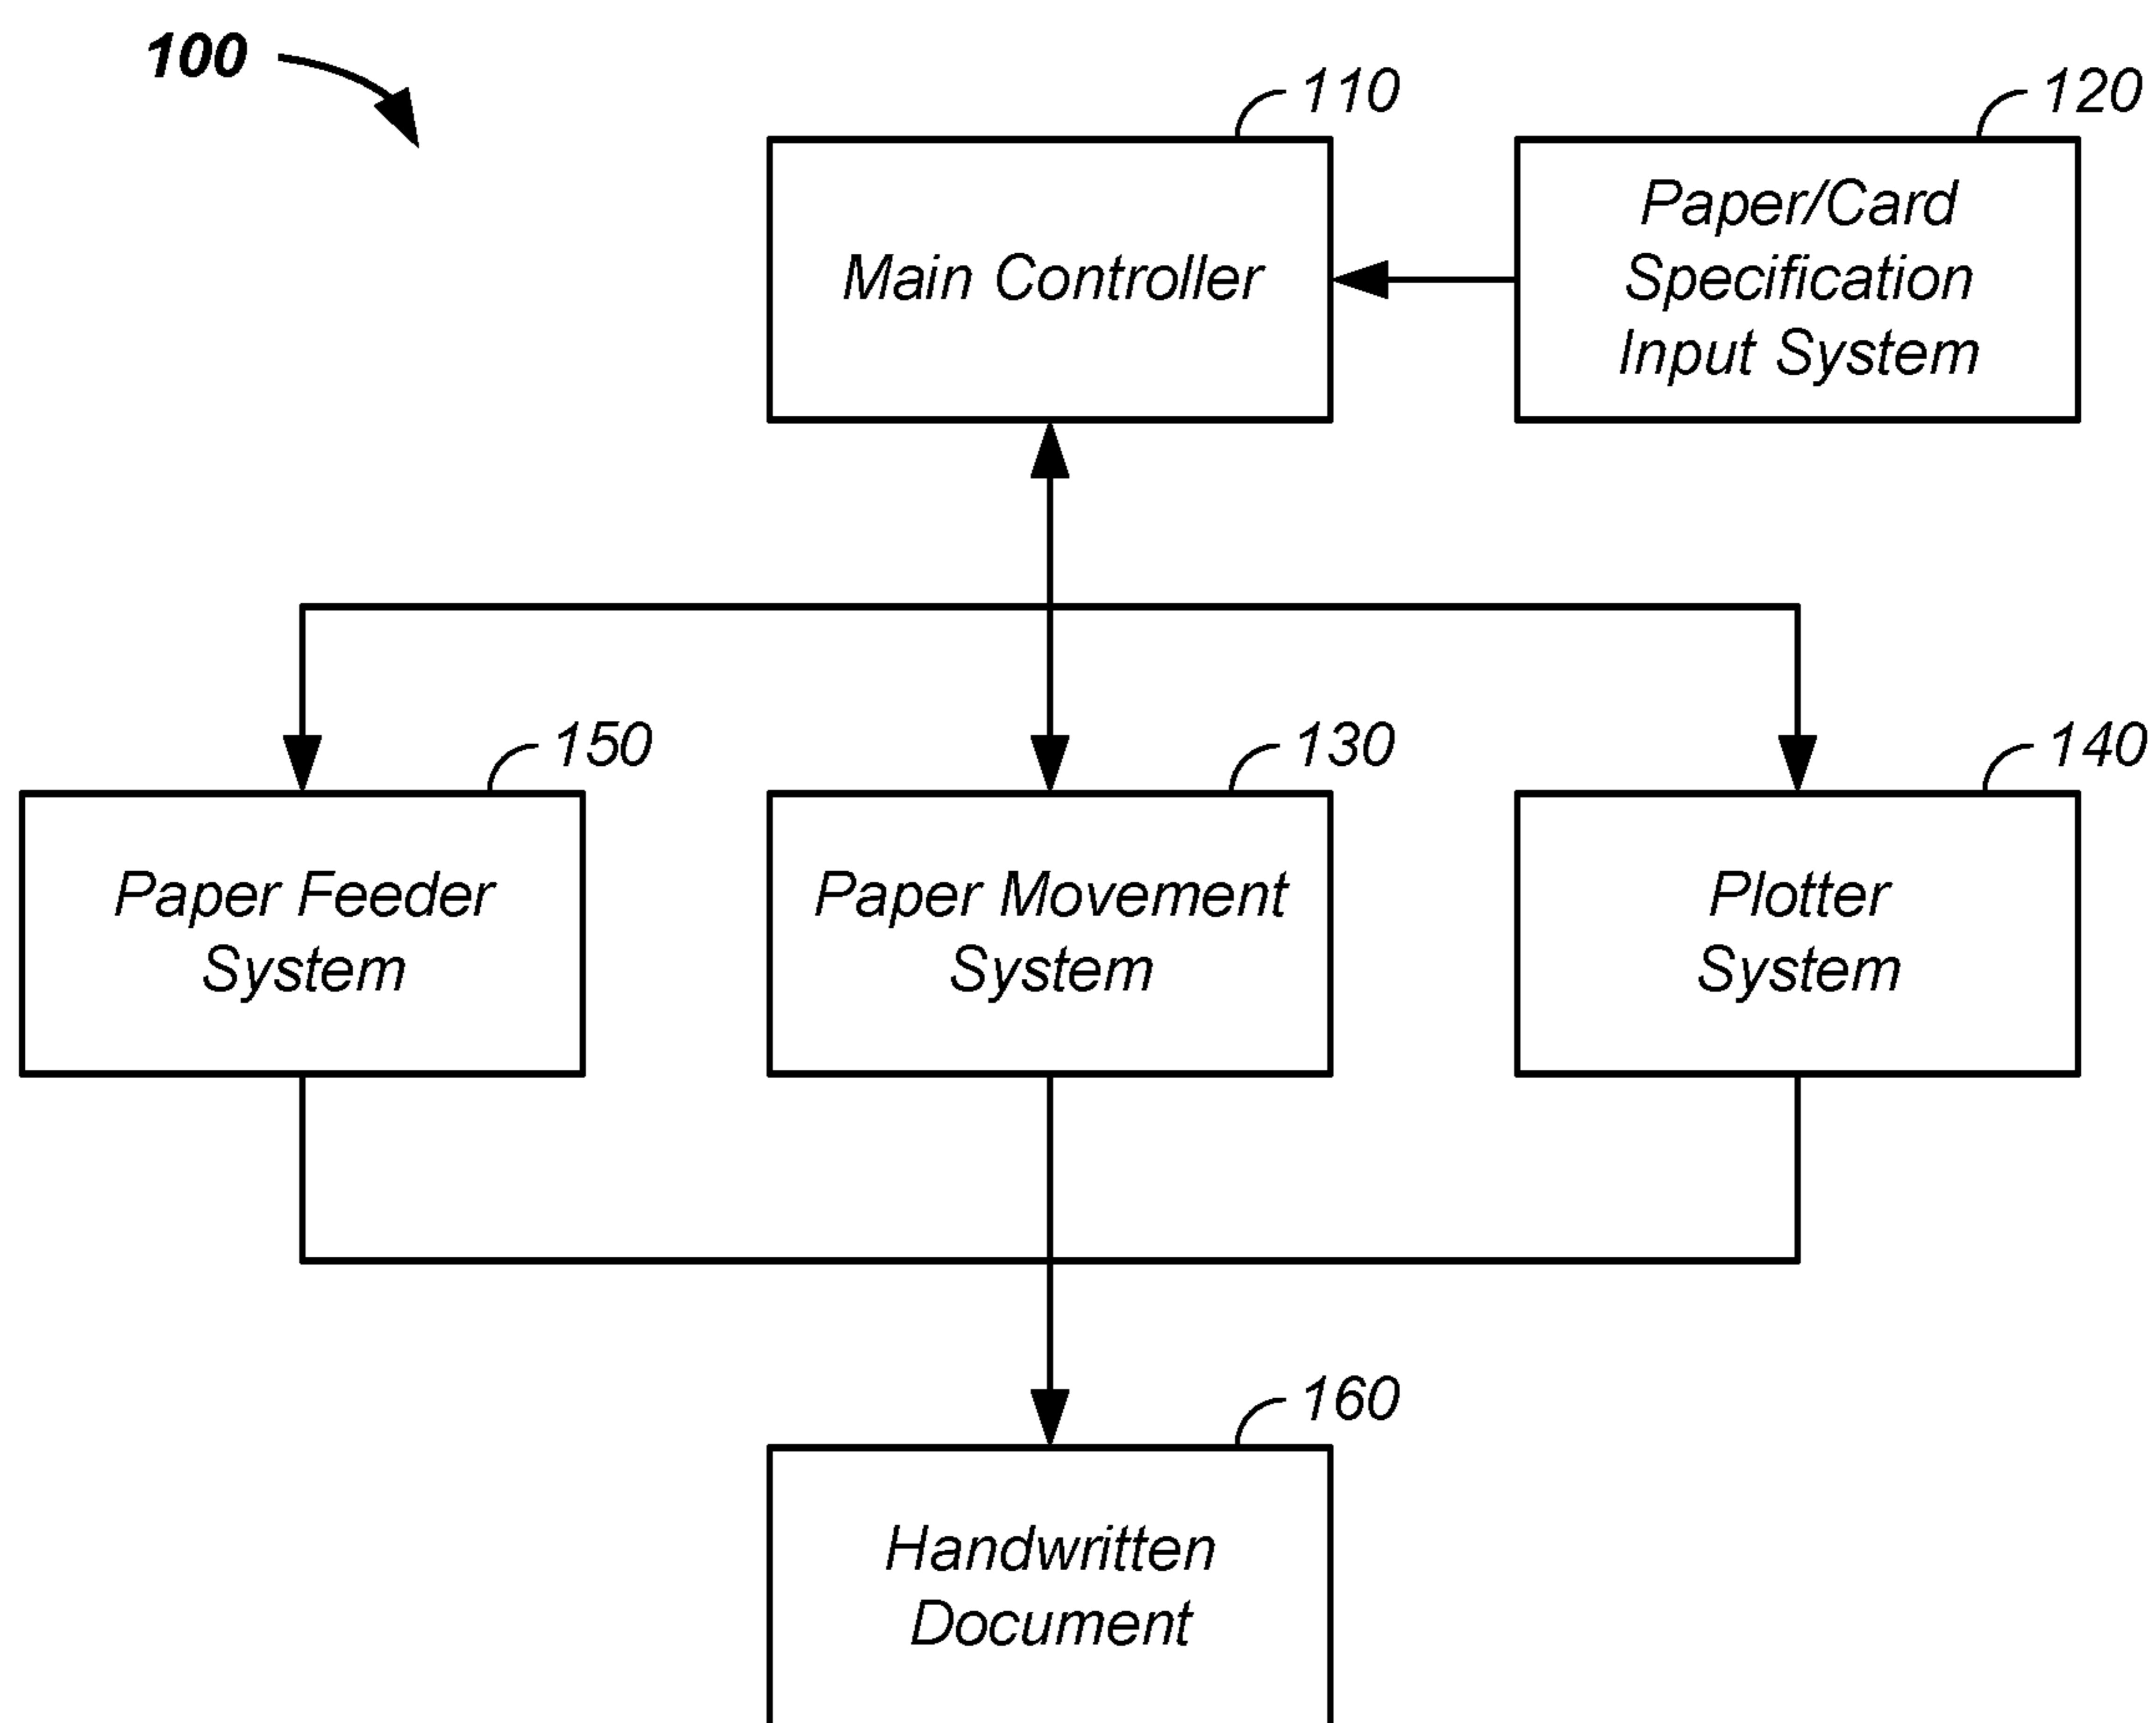 100
110
120
Main Controller
Paper/Card
Specification
Input System
150
130
140
Paper Feeder
System
Paper Movement
System
Plotter
System
160
Handwritten
Document